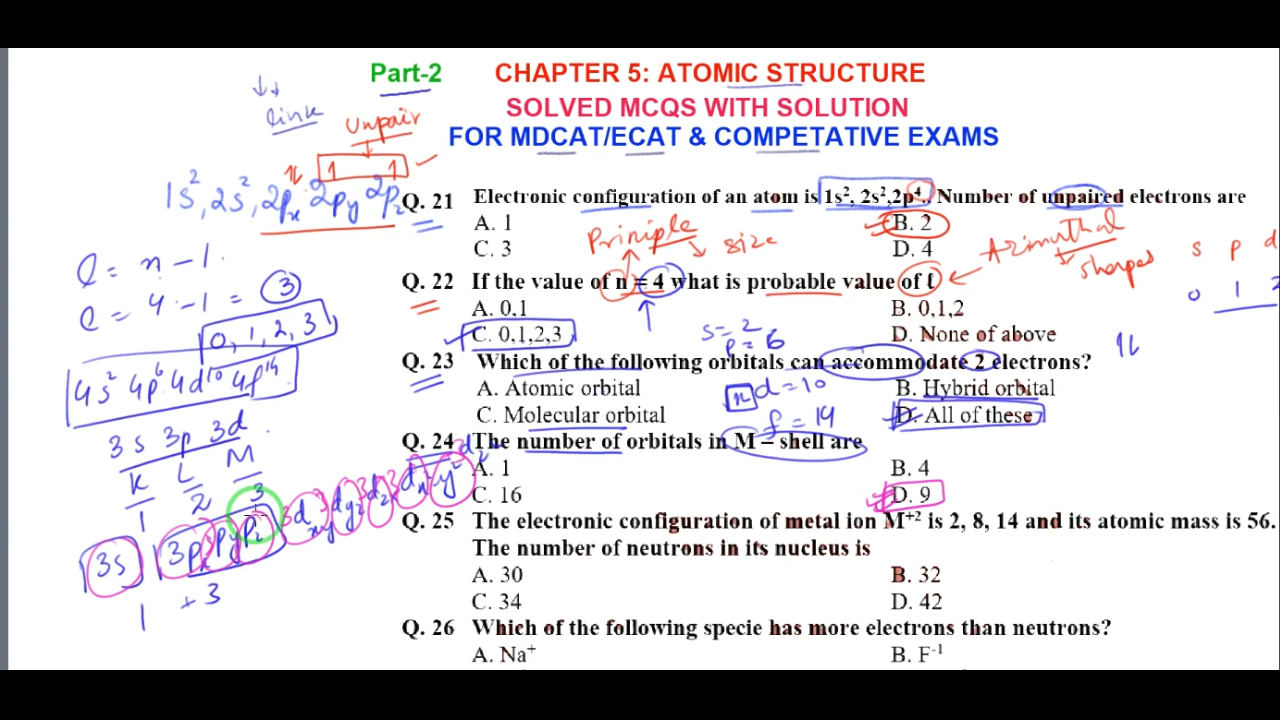 Part-2 CHAPTER 5: ATOMIC STRUCTURE
SOLVED MCQS WITH SOLUTION
FOR MDCAT/ECAT & COMPETATIVE EXAMS
link
Unpair
1 1
1s², 2s², 2pₓ 2py 2pz
Q. 21 Electronic configuration of an atom is 1s², 2s²,2p⁴.. Number of unpaired electrons are
A. 1 B. 2
C. 3 D. 4
Priniple size
Azimuthal
sharpes
s p d
0 1 2
l = n - 1
l = 4 - 1 = 3
0, 1, 2, 3
Q. 22 If the value of n = 4 what is probable value of l
A. 0,1 B. 0,1,2
C. 0,1,2,3 D. None of above
s = 2
p = 6
d = 10
f = 14
4s² 4p⁶ 4d¹⁰ 4f¹⁴
Q. 23 Which of the following orbitals can accommodate 2 electrons?
A. Atomic orbital B. Hybrid orbital
C. Molecular orbital D. All of these
3s 3p 3d
K L M
1 2 3
Q. 24 The number of orbitals in M – shell are
A. 1 B. 4
C. 16 D. 9
3s 3pₓ py pz 3dxy
1 + 3
Q. 25 The electronic configuration of metal ion M⁺² is 2, 8, 14 and its atomic mass is 56.
The number of neutrons in its nucleus is
A. 30 B. 32
C. 34 D. 42
Q. 26 Which of the following specie has more electrons than neutrons?
A. Na⁺ B. F⁻¹